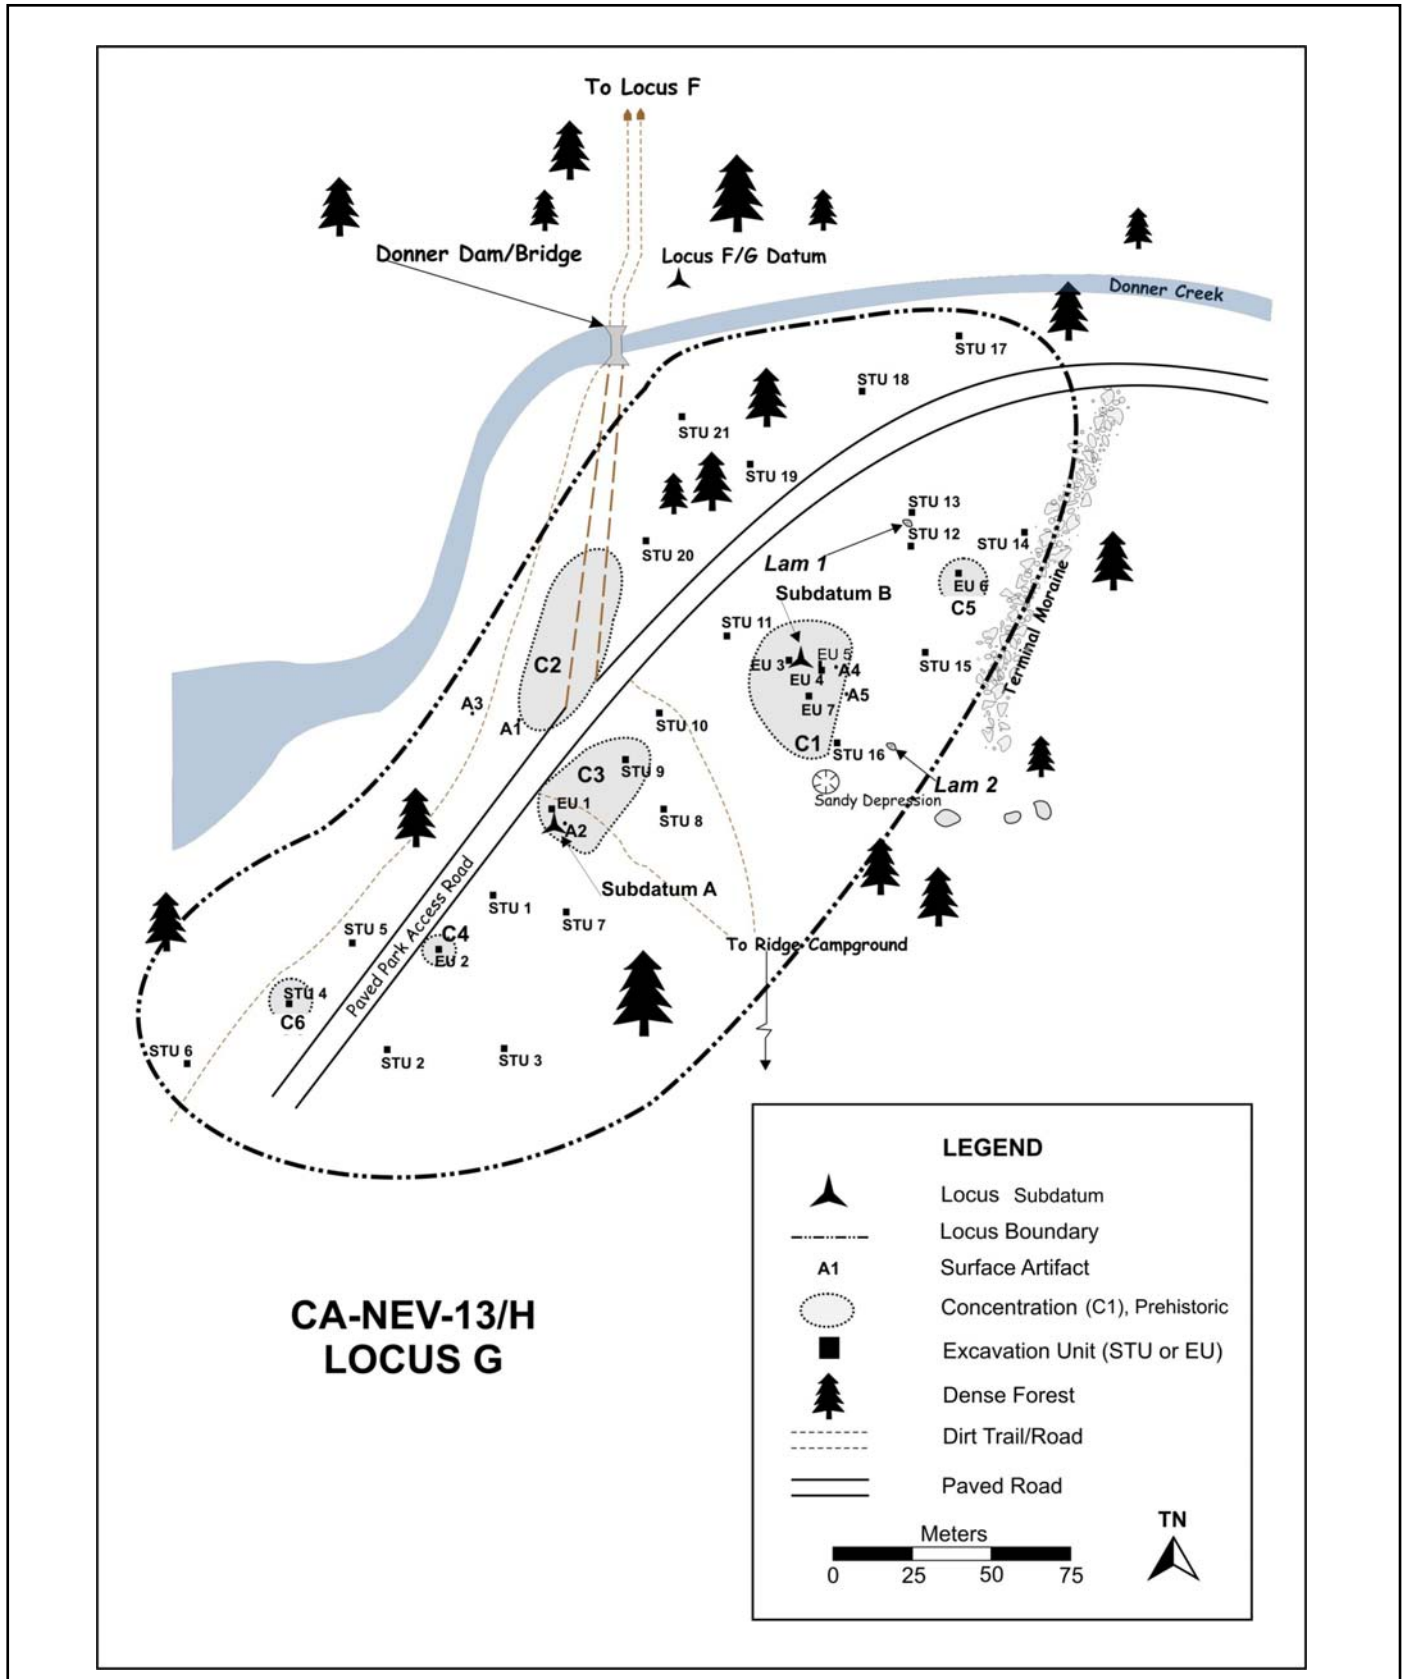 To Locus F
Donner Dam/Bridge
Locus F/G Datum
Donner Creek
STU 17
STU 18
STU 21
STU 19
STU 13
STU 12
STU 14
STU 20
Lam 1
Subdatum B
EU 6
C5
Terminal Moraine
STU 11
C2
EU 3
EU 5
A4
EU 4
STU 15
A5
EU 7
A3
A1
STU 10
C1
STU 16
C3
STU 9
Lam 2
Sandy Depression
EU 1
STU 8
A2
Subdatum A
Paved Park Access Road
STU 1
STU 7
STU 5
C4
EU 2
To Ridge Campground
STU 4
C6
STU 6
STU 2
STU 3
CA-NEV-13/H
LOCUS G
LEGEND
Locus Subdatum
Locus Boundary
A1 Surface Artifact
Concentration (C1), Prehistoric
Excavation Unit (STU or EU)
Dense Forest
Dirt Trail/Road
Paved Road
Meters
0 25 50 75
TN